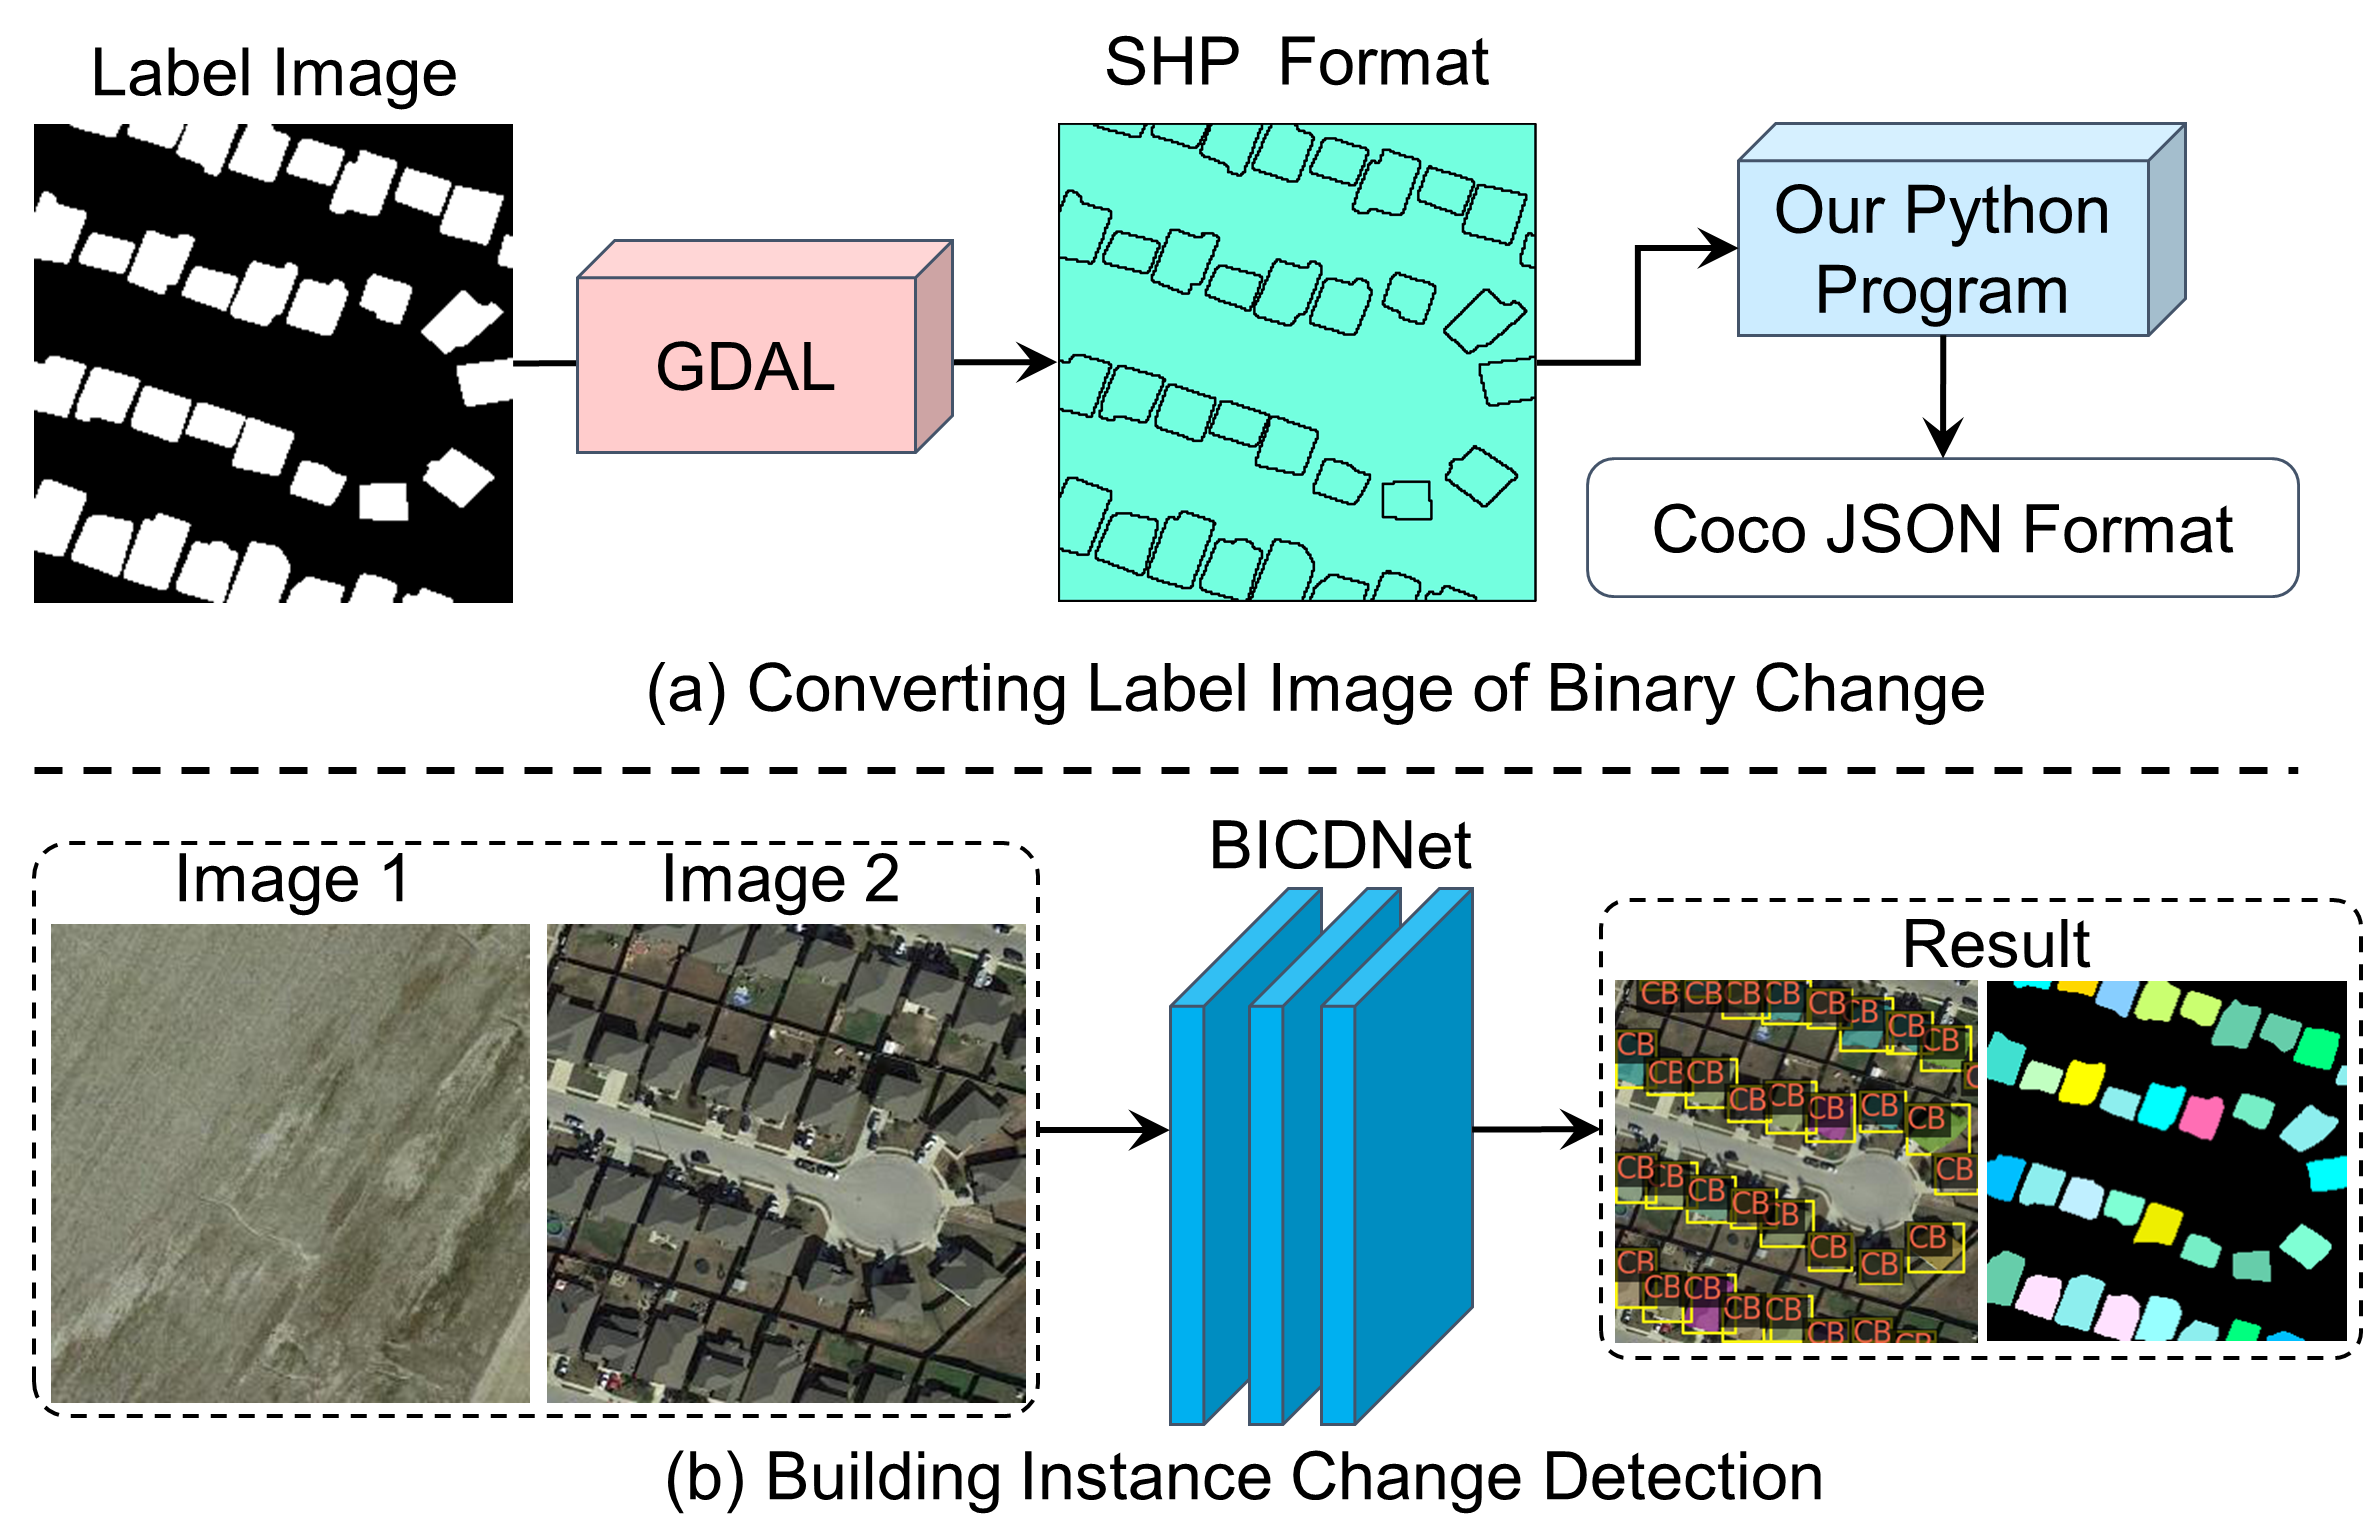 Label Image
SHP Format
GDAL
Our Python
Program
Coco JSON Format
(a) Converting Label Image of Binary Change
Image 1
Image 2
BICDNet
Result
CB CB CB CB CB CB CB CB
CB CB CB CB CB CB CB CB
CB CB CB CB CB CB CB CB CB
CB CB CB CB CB CB CB
(b) Building Instance Change Detection